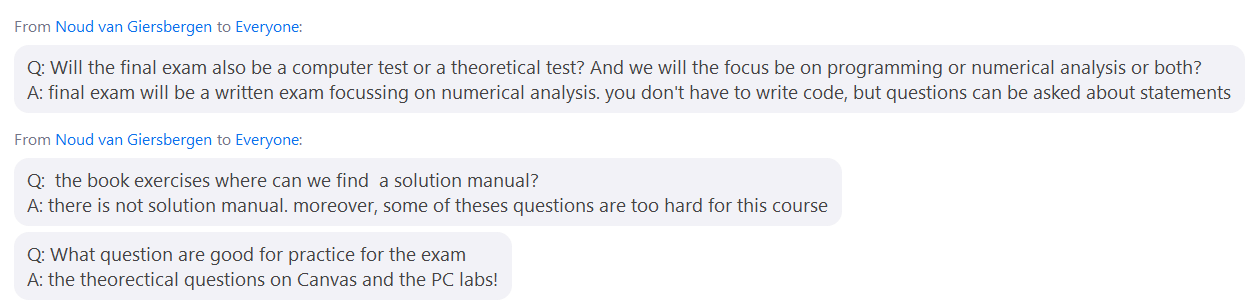 From Noud van Giersbergen to Everyone:
Q: Will the final exam also be a computer test or a theoretical test? And we will the focus be on programming or numerical analysis or both?
A: final exam will be a written exam focussing on numerical analysis. you don't have to write code, but questions can be asked about statements
From Noud van Giersbergen to Everyone:
Q:  the book exercises where can we find  a solution manual?
A: there is not solution manual. moreover, some of theses questions are too hard for this course
Q: What question are good for practice for the exam
A: the theorectical questions on Canvas and the PC labs!